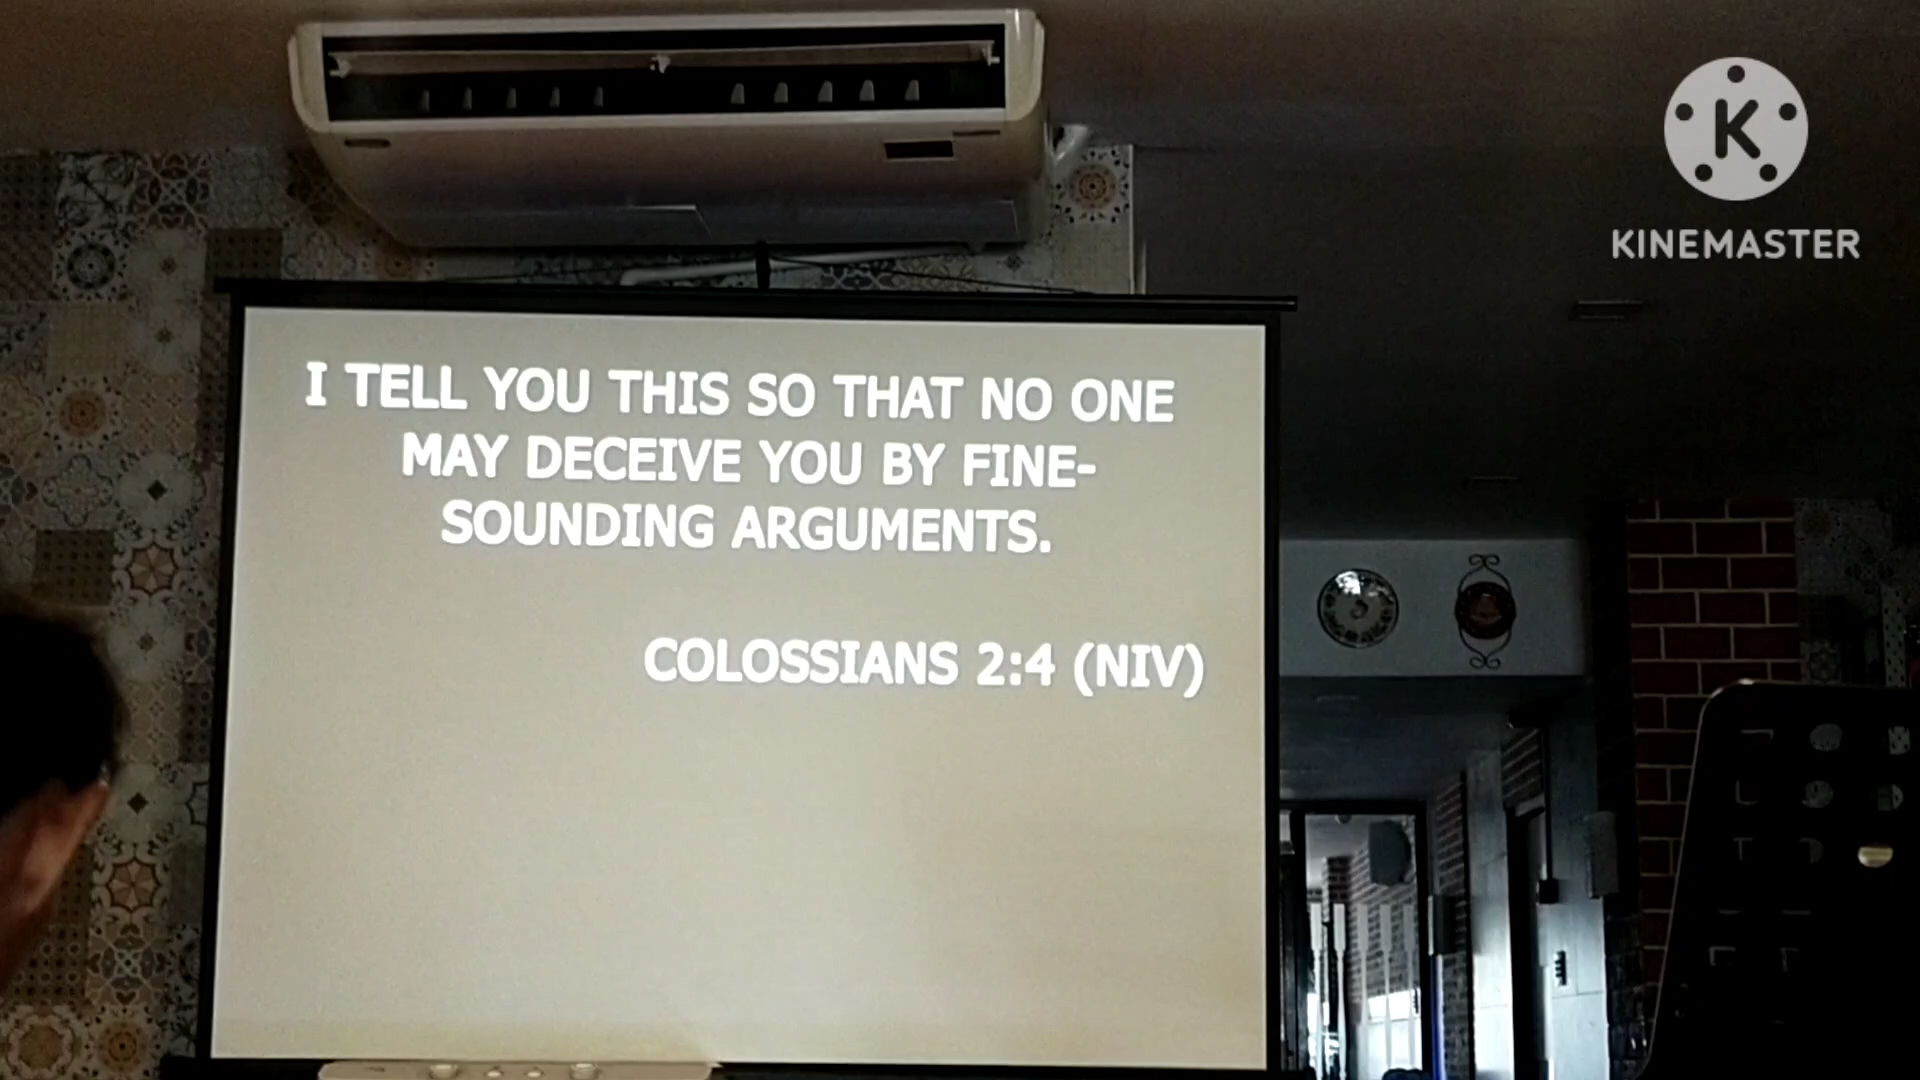 K
KINEMASTER
I TELL YOU THIS SO THAT NO ONE
MAY DECEIVE YOU BY FINE-
SOUNDING ARGUMENTS.
COLOSSIANS 2:4 (NIV)